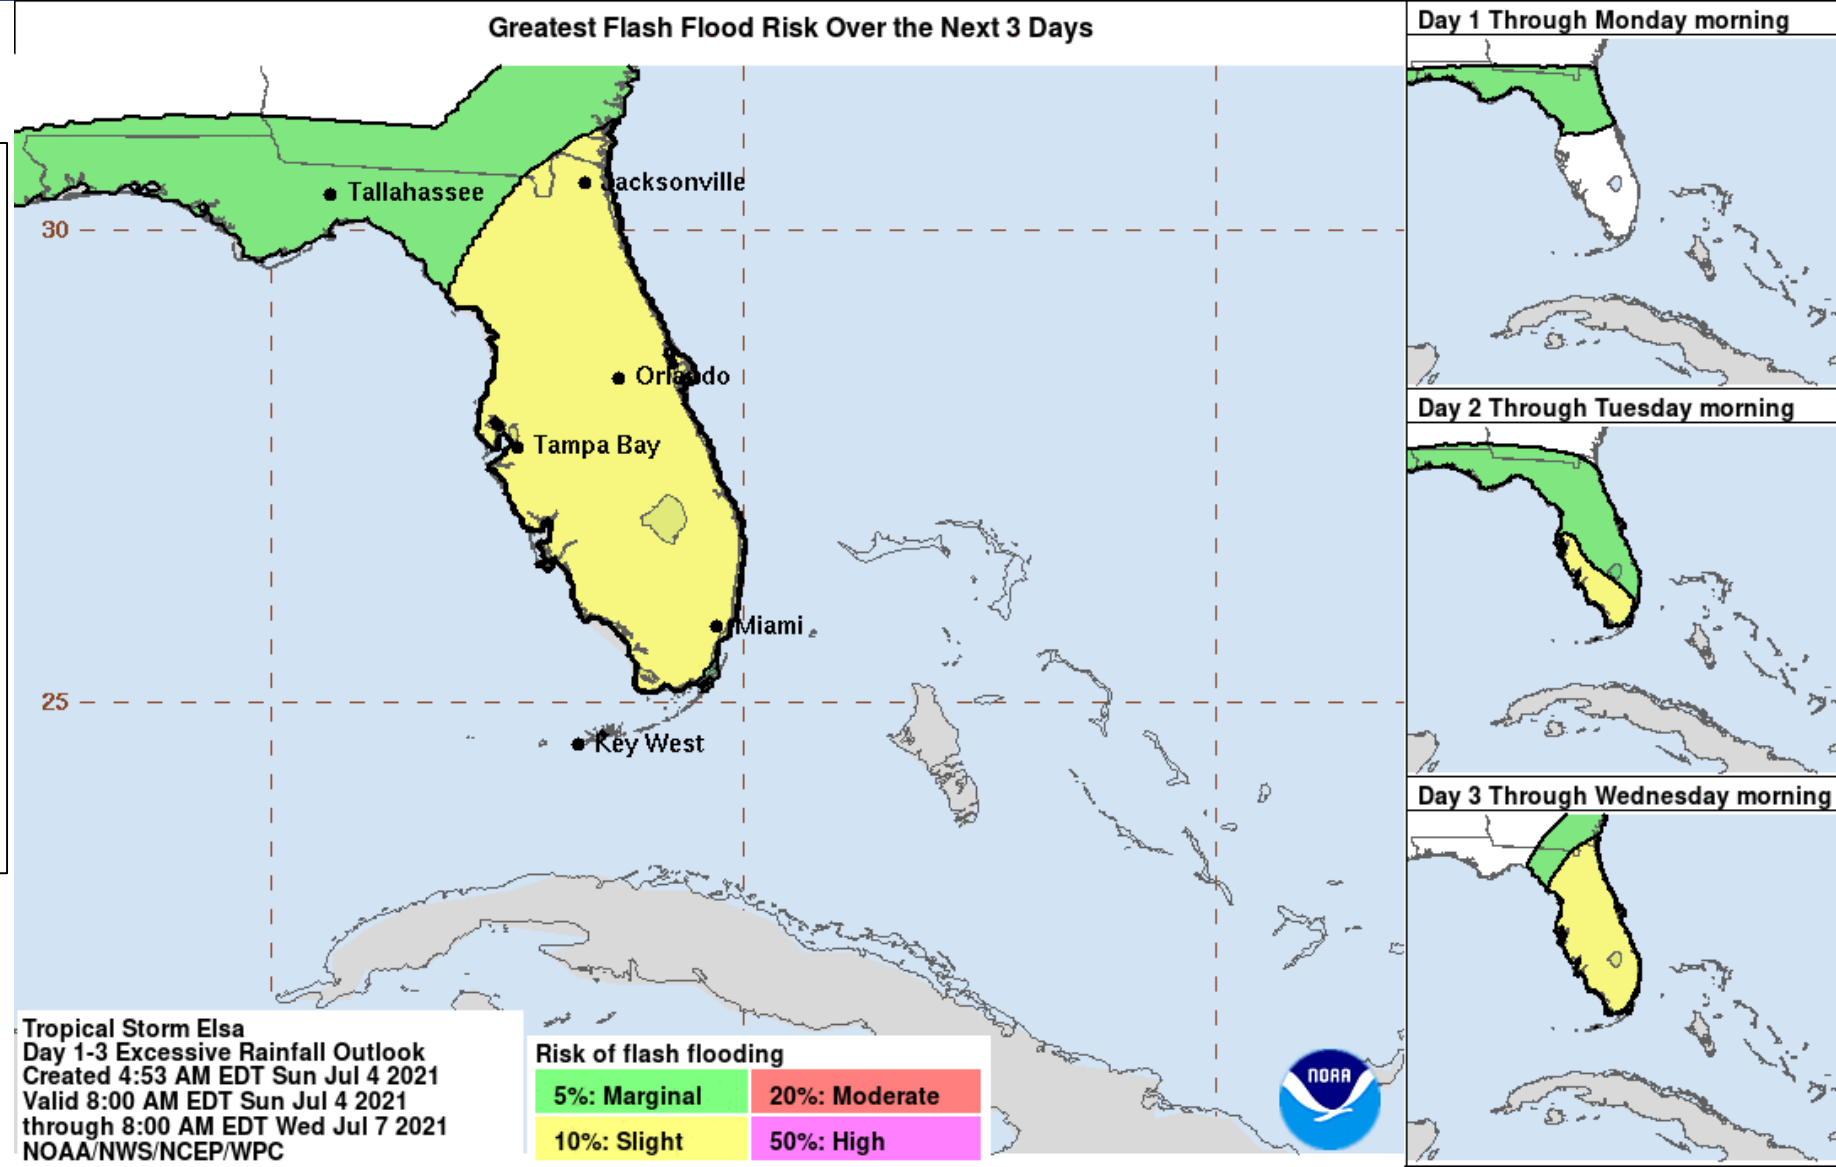 Greatest Flash Flood Risk Over the Next 3 Days
Tallahassee
Jacksonville
30
Orlando
Tampa Bay
Miami
25
Key West
Tropical Storm Elsa
Day 1-3 Excessive Rainfall Outlook
Created 4:53 AM EDT Sun Jul 4 2021
Valid 8:00 AM EDT Sun Jul 4 2021
through 8:00 AM EDT Wed Jul 7 2021
NOAA/NWS/NCEP/WPC
Risk of flash flooding
5%: Marginal
20%: Moderate
10%: Slight
50%: High
NOAA
Day 1 Through Monday morning
Day 2 Through Tuesday morning
Day 3 Through Wednesday morning